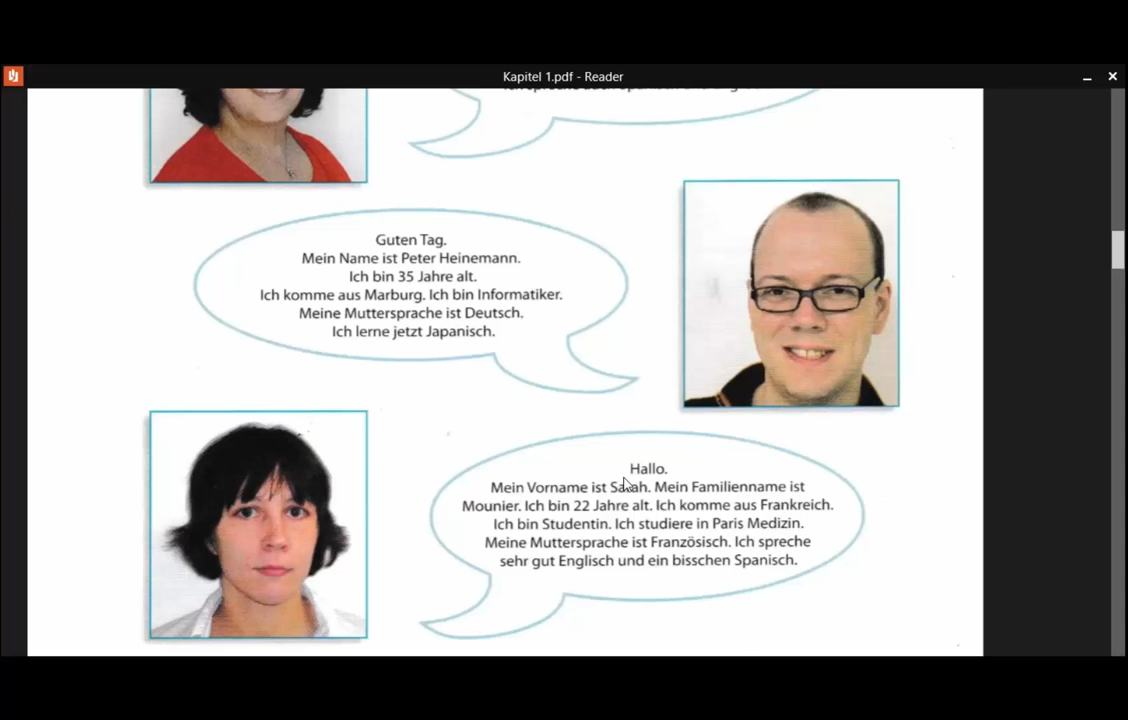 Kapitel 1.pdf - Reader
Guten Tag.
Mein Name ist Peter Heinemann.
Ich bin 35 Jahre alt.
Ich komme aus Marburg. Ich bin Informatiker.
Meine Muttersprache ist Deutsch.
Ich lerne jetzt Japanisch.
Hallo.
Mein Vorname ist Sarah. Mein Familienname ist
Mounier. Ich bin 22 Jahre alt. Ich komme aus Frankreich.
Ich bin Studentin. Ich studiere in Paris Medizin.
Meine Muttersprache ist Französisch. Ich spreche
sehr gut Englisch und ein bisschen Spanisch.